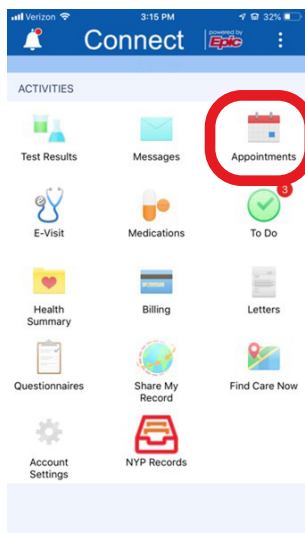 Verizon 3:15 PM 32%
Connect powered by Epic
ACTIVITIES
Test Results Messages Appointments
3
E-Visit Medications To Do
Health Summary Billing Letters
Questionnaires Share My Record Find Care Now
Account Settings NYP Records